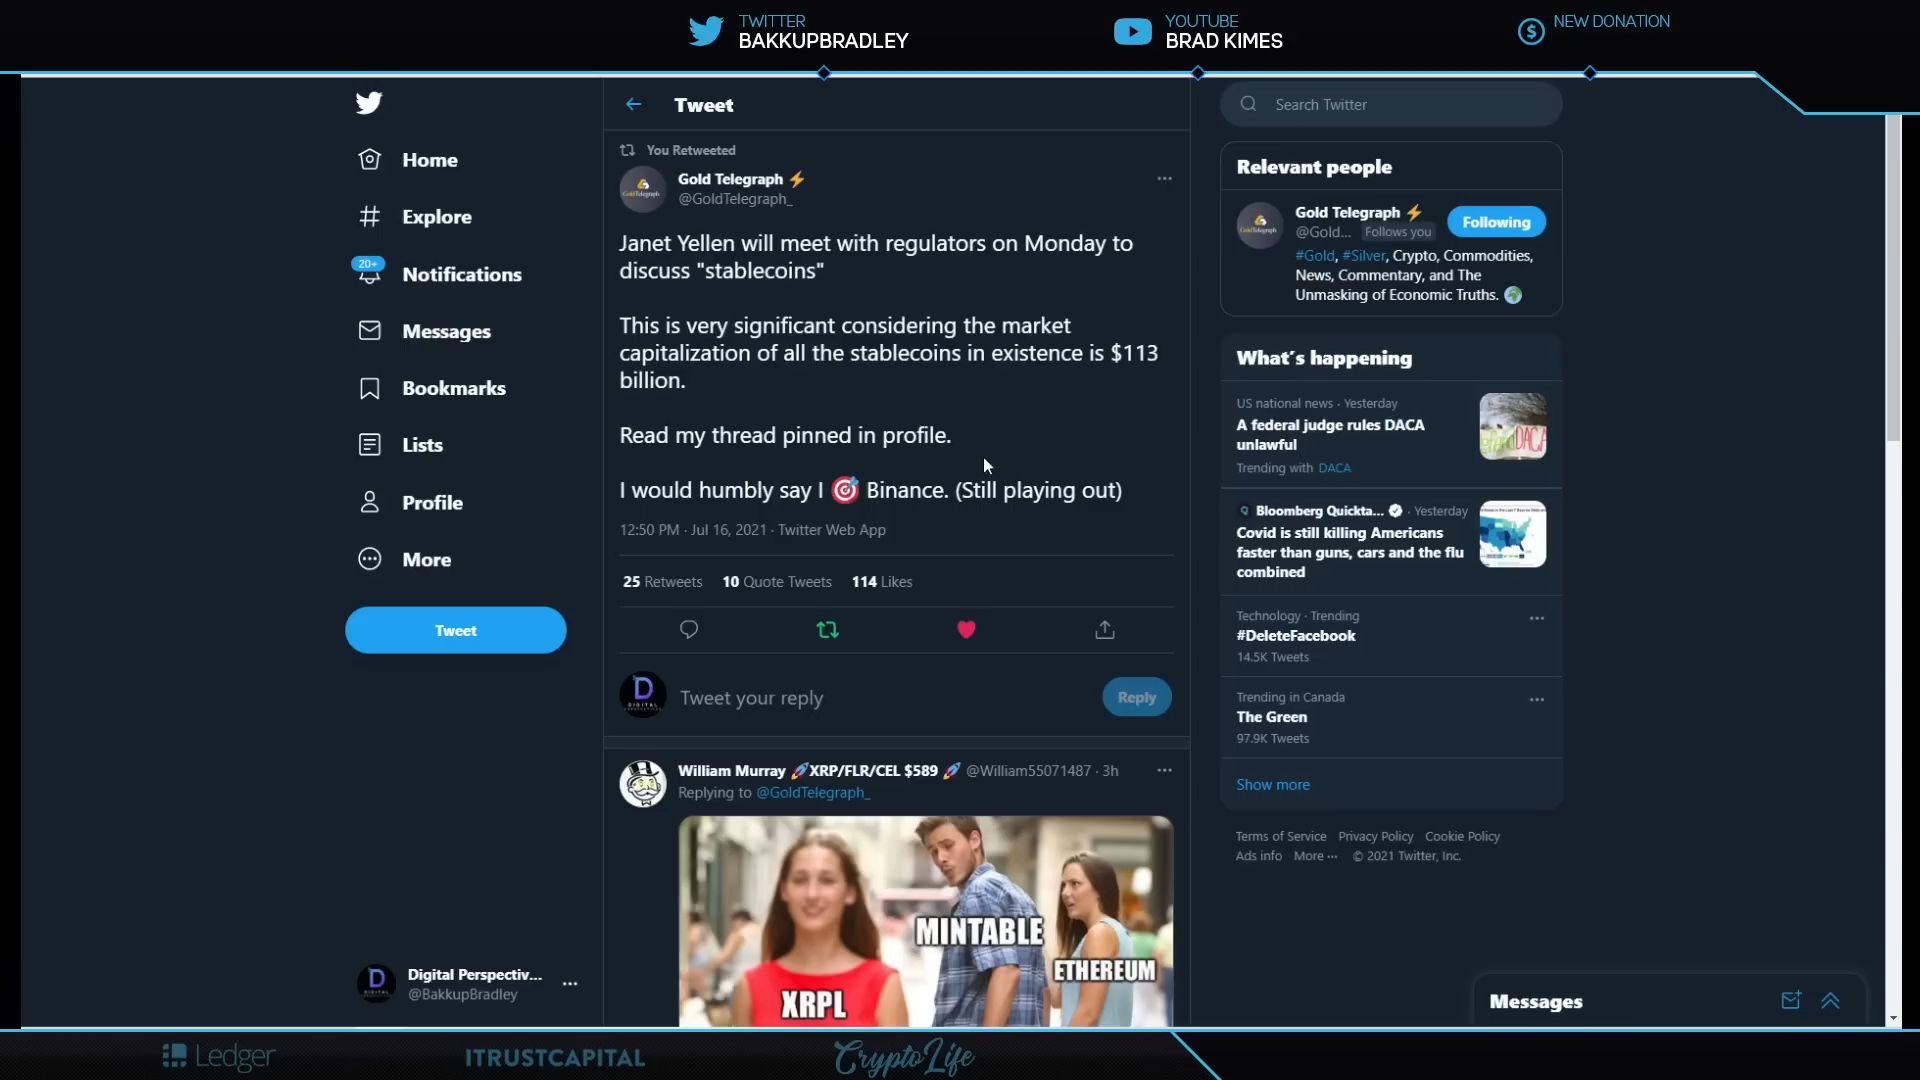 TWITTER
BAKKUPBRADLEY
YOUTUBE
BRAD KIMES
NEW DONATION
Home
Explore
20+
Notifications
Messages
Bookmarks
Lists
Profile
More
Tweet
Digital Perspectiv...
@BakkupBradley
Tweet
You Retweeted
Gold Telegraph ⚡
@GoldTelegraph_
Janet Yellen will meet with regulators on Monday to
discuss "stablecoins"
This is very significant considering the market
capitalization of all the stablecoins in existence is $113
billion.
Read my thread pinned in profile.
I would humbly say I 🎯 Binance. (Still playing out)
12:50 PM · Jul 16, 2021 · Twitter Web App
25 Retweets 10 Quote Tweets 114 Likes
Tweet your reply
Reply
William Murray 🚀XRP/FLR/CEL $589 🚀 @William55071487 · 3h
Replying to @GoldTelegraph_
MINTABLE
ETHEREUM
XRPL
Search Twitter
Relevant people
Gold Telegraph ⚡
@Gold... Follows you
Following
#Gold, #Silver, Crypto, Commodities,
News, Commentary, and The
Unmasking of Economic Truths. 🌍
What's happening
US national news · Yesterday
A federal judge rules DACA
unlawful
Trending with DACA
Bloomberg Quickta... · Yesterday
Covid is still killing Americans
faster than guns, cars and the flu
combined
Technology · Trending
#DeleteFacebook
14.5K Tweets
Trending in Canada
The Green
97.9K Tweets
Show more
Terms of Service Privacy Policy Cookie Policy
Ads info More ··· © 2021 Twitter, Inc.
Messages
Ledger
ITRUSTCAPITAL
CryptoLife